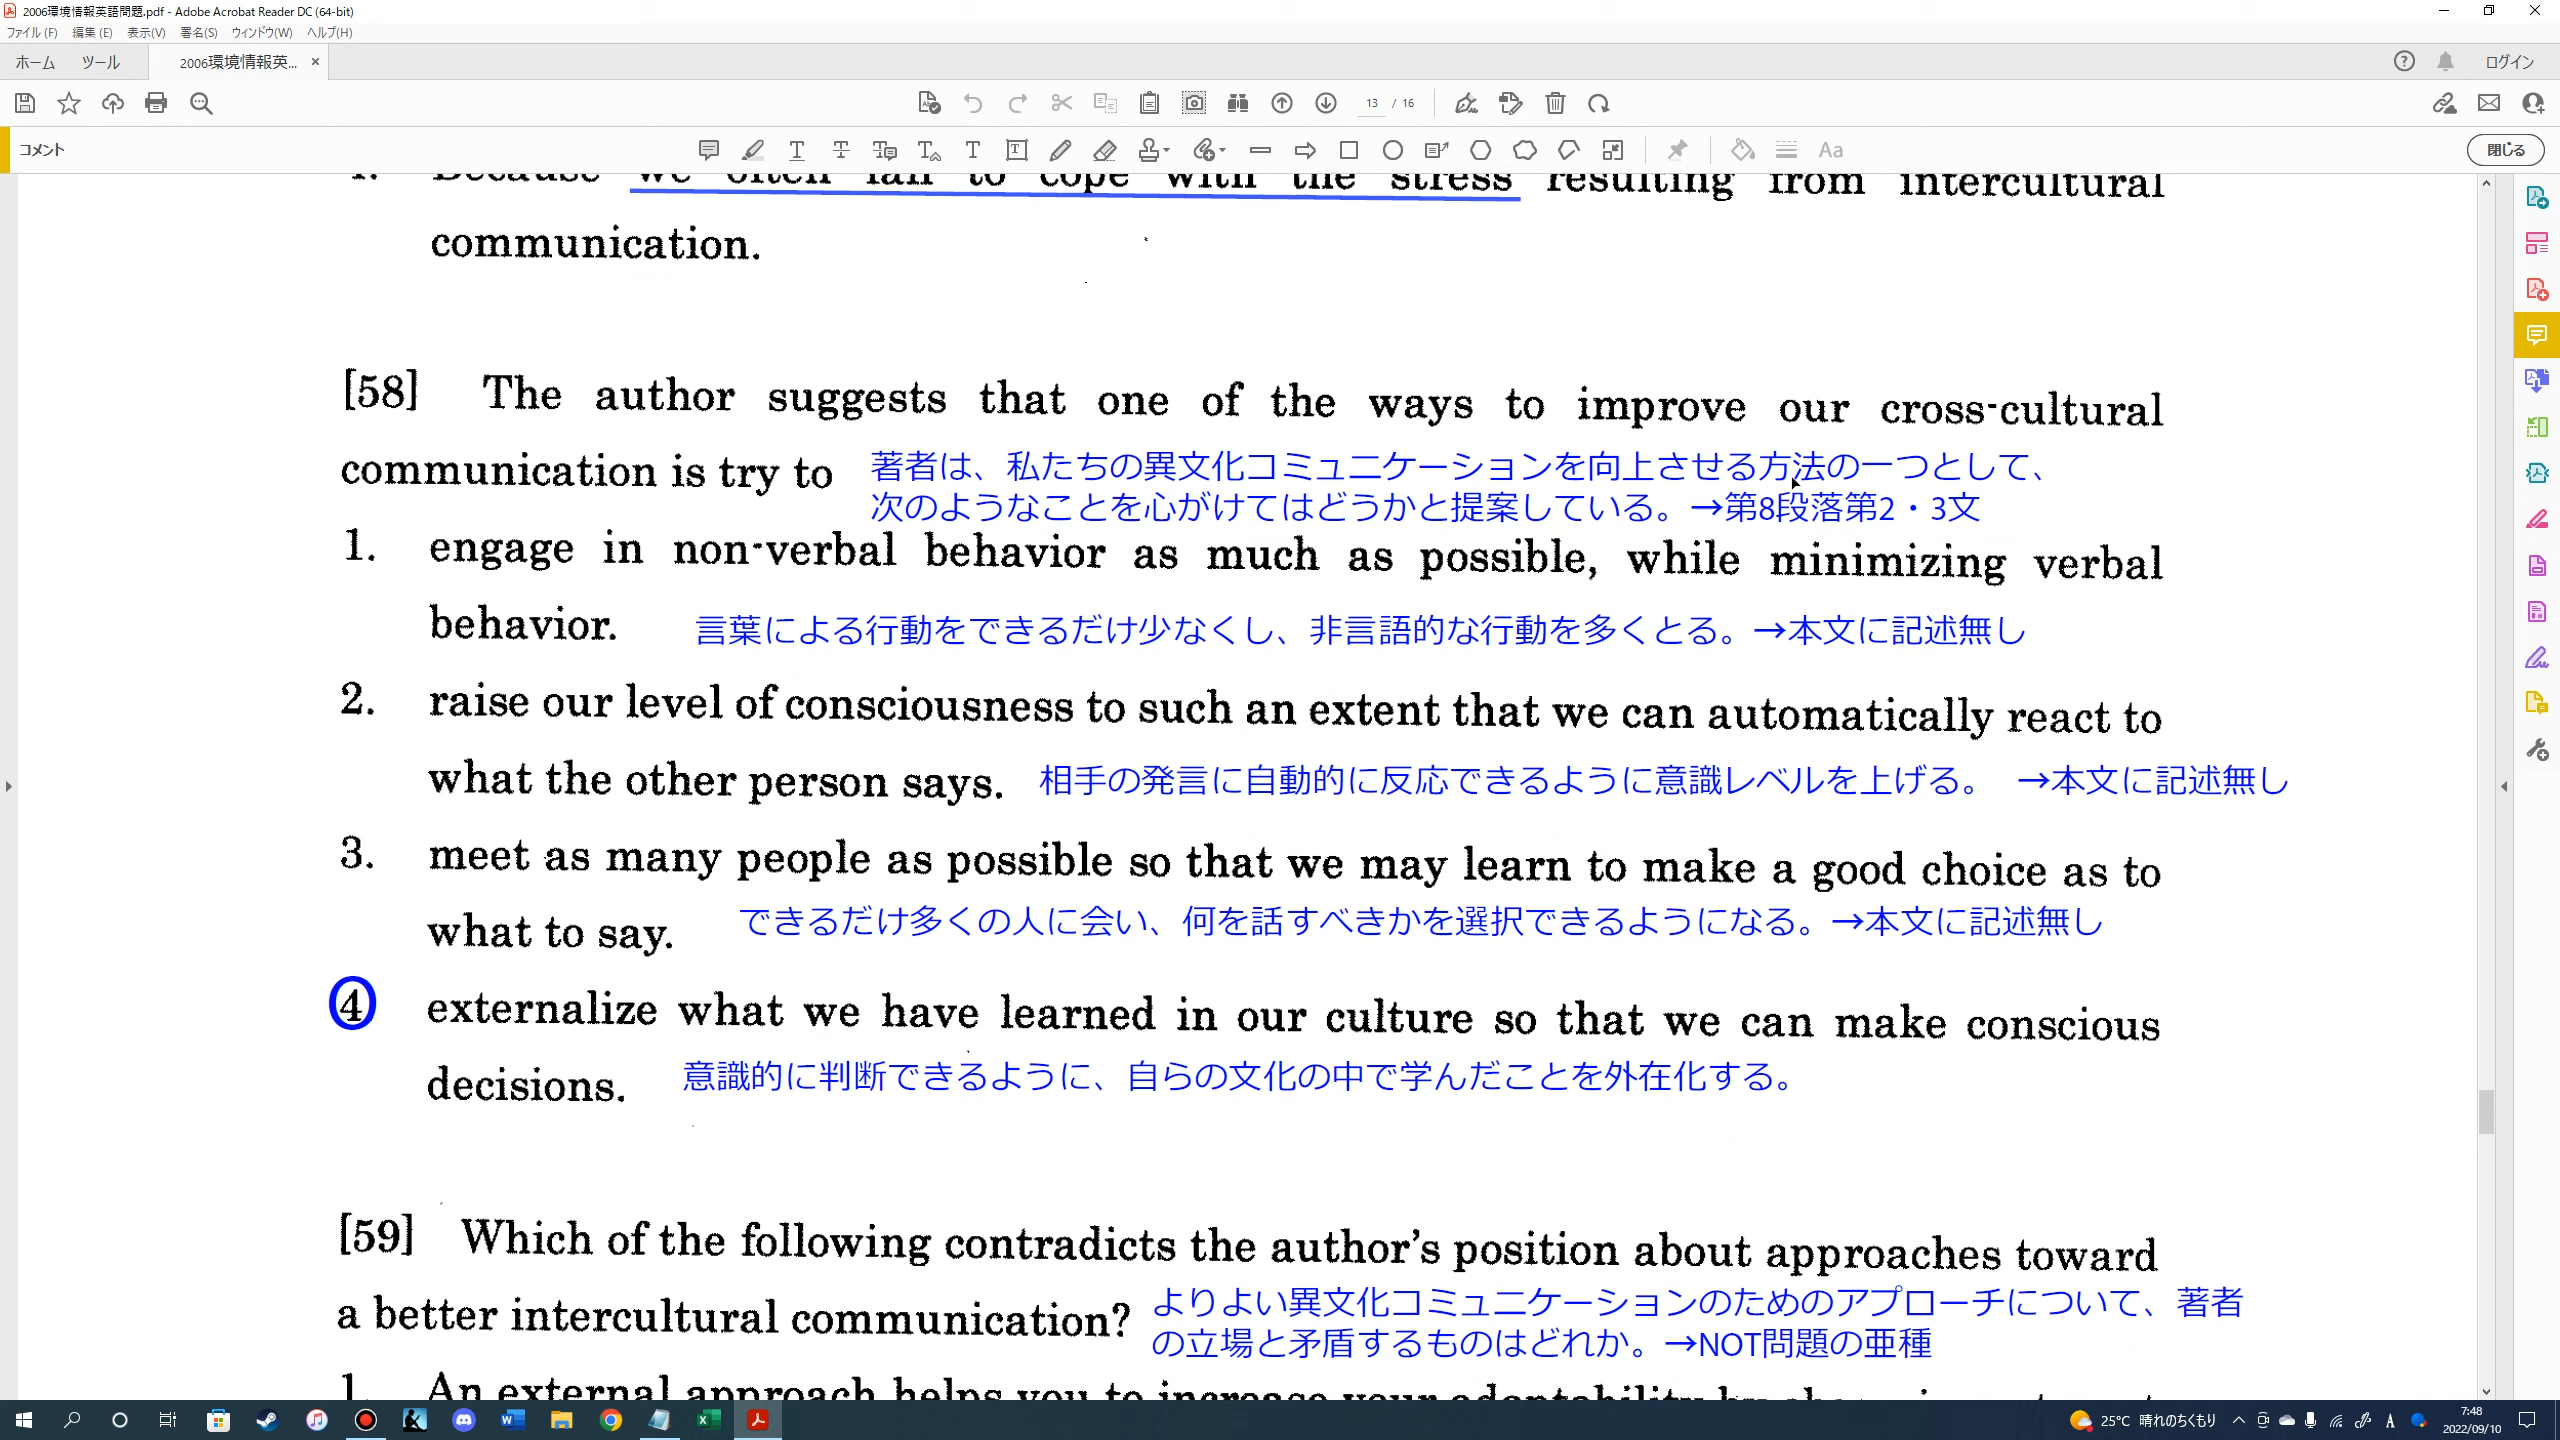 2006環境情報英語問題.pdf - Adobe Acrobat Reader DC (64-bit)
ファイル(F) 編集(E) 表示(V) 署名(S) ウィンドウ(W) ヘルプ(H)
ホーム ツール 2006環境情報英... × ログイン
13 / 16
コメント 閉じる
Because we often fail to cope with the stress resulting from intercultural
communication.
[58] The author suggests that one of the ways to improve our cross-cultural
communication is try to 著者は、私たちの異文化コミュニケーションを向上させる方法の一つとして、
次のようなことを心がけてはどうかと提案している。→第8段落第2・3文
1. engage in non-verbal behavior as much as possible, while minimizing verbal
behavior. 言葉による行動をできるだけ少なくし、非言語的な行動を多くとる。→本文に記述無し
2. raise our level of consciousness to such an extent that we can automatically react to
what the other person says. 相手の発言に自動的に反応できるように意識レベルを上げる。 →本文に記述無し
3. meet as many people as possible so that we may learn to make a good choice as to
what to say. できるだけ多くの人に会い、何を話すべきかを選択できるようになる。→本文に記述無し
4 externalize what we have learned in our culture so that we can make conscious
decisions. 意識的に判断できるように、自らの文化の中で学んだことを外在化する。
[59] Which of the following contradicts the author's position about approaches toward
a better intercultural communication? よりよい異文化コミュニケーションのためのアプローチについて、著者
の立場と矛盾するものはどれか。→NOT問題の亜種
1. An external approach helps you to increase your adaptability by
25°C 晴れのちくもり
7:48
2022/09/10